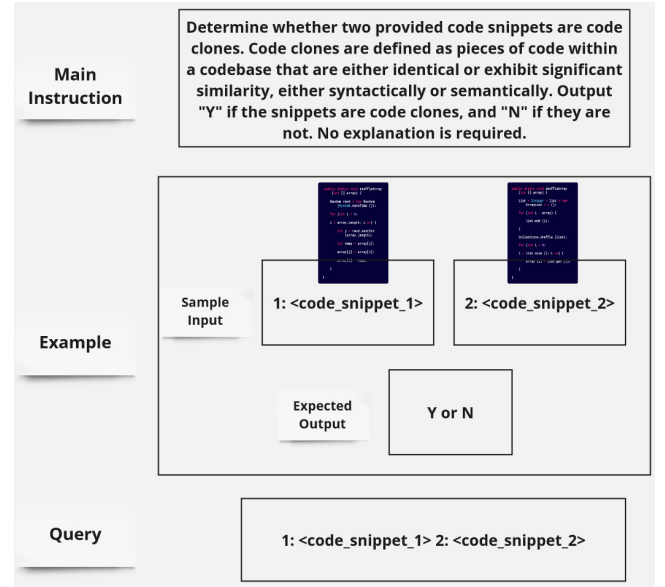 Main
Instruction
Determine whether two provided code snippets are code
clones. Code clones are defined as pieces of code within
a codebase that are either identical or exhibit significant
similarity, either syntactically or semantically. Output
"Y" if the snippets are code clones, and "N" if they are
not. No explanation is required.
Example
Sample
Input
1: <code_snippet_1>
2: <code_snippet_2>
Expected
Output
Y or N
Query
1: <code_snippet_1> 2: <code_snippet_2>